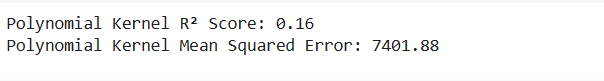 Polynomial Kernel R² Score: 0.16
Polynomial Kernel Mean Squared Error: 7401.88